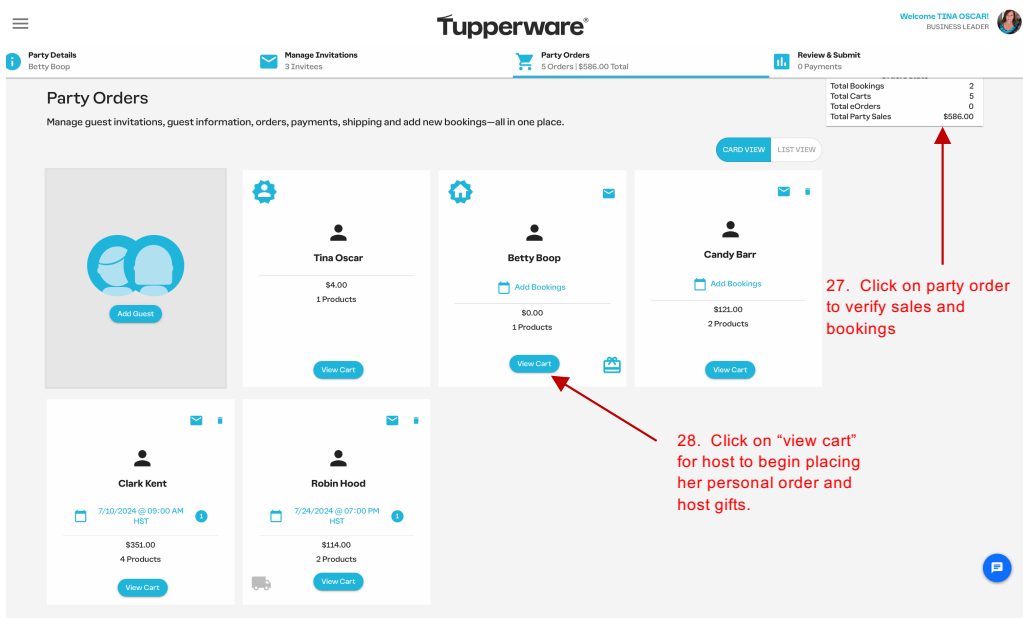 Tupperware®
Welcome TINA OSCAR!
BUSINESS LEADER
Party Details
Betty Boop
Manage Invitations
3 Invitees
Party Orders
5 Orders | $586.00 Total
Review & Submit
0 Payments
Total Bookings 2
Total Carts 5
Total eOrders 0
Total Party Sales $586.00
Party Orders
Manage guest invitations, guest information, orders, payments, shipping and add new bookings—all in one place.
CARD VIEW
LIST VIEW
Add Guest
Tina Oscar
$4.00
1 Products
View Cart
Betty Boop
Add Bookings
$0.00
1 Products
View Cart
Candy Barr
Add Bookings
$121.00
2 Products
View Cart
27. Click on party order
to verify sales and
bookings
28. Click on “view cart”
for host to begin placing
her personal order and
host gifts.
Clark Kent
7/10/2024 @ 09:00 AM
HST
1
$351.00
4 Products
View Cart
Robin Hood
7/24/2024 @ 07:00 PM
HST
1
$114.00
2 Products
View Cart